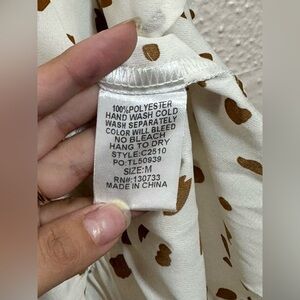 100%POLYESTER
HAND WASH COLD
WASH SEPARATELY
COLOR WILL BLEED
NO BLEACH
HANG TO DRY
STYLE:C2510
PO:TL50939
SIZE:M
RN#:130733
MADE IN CHINA